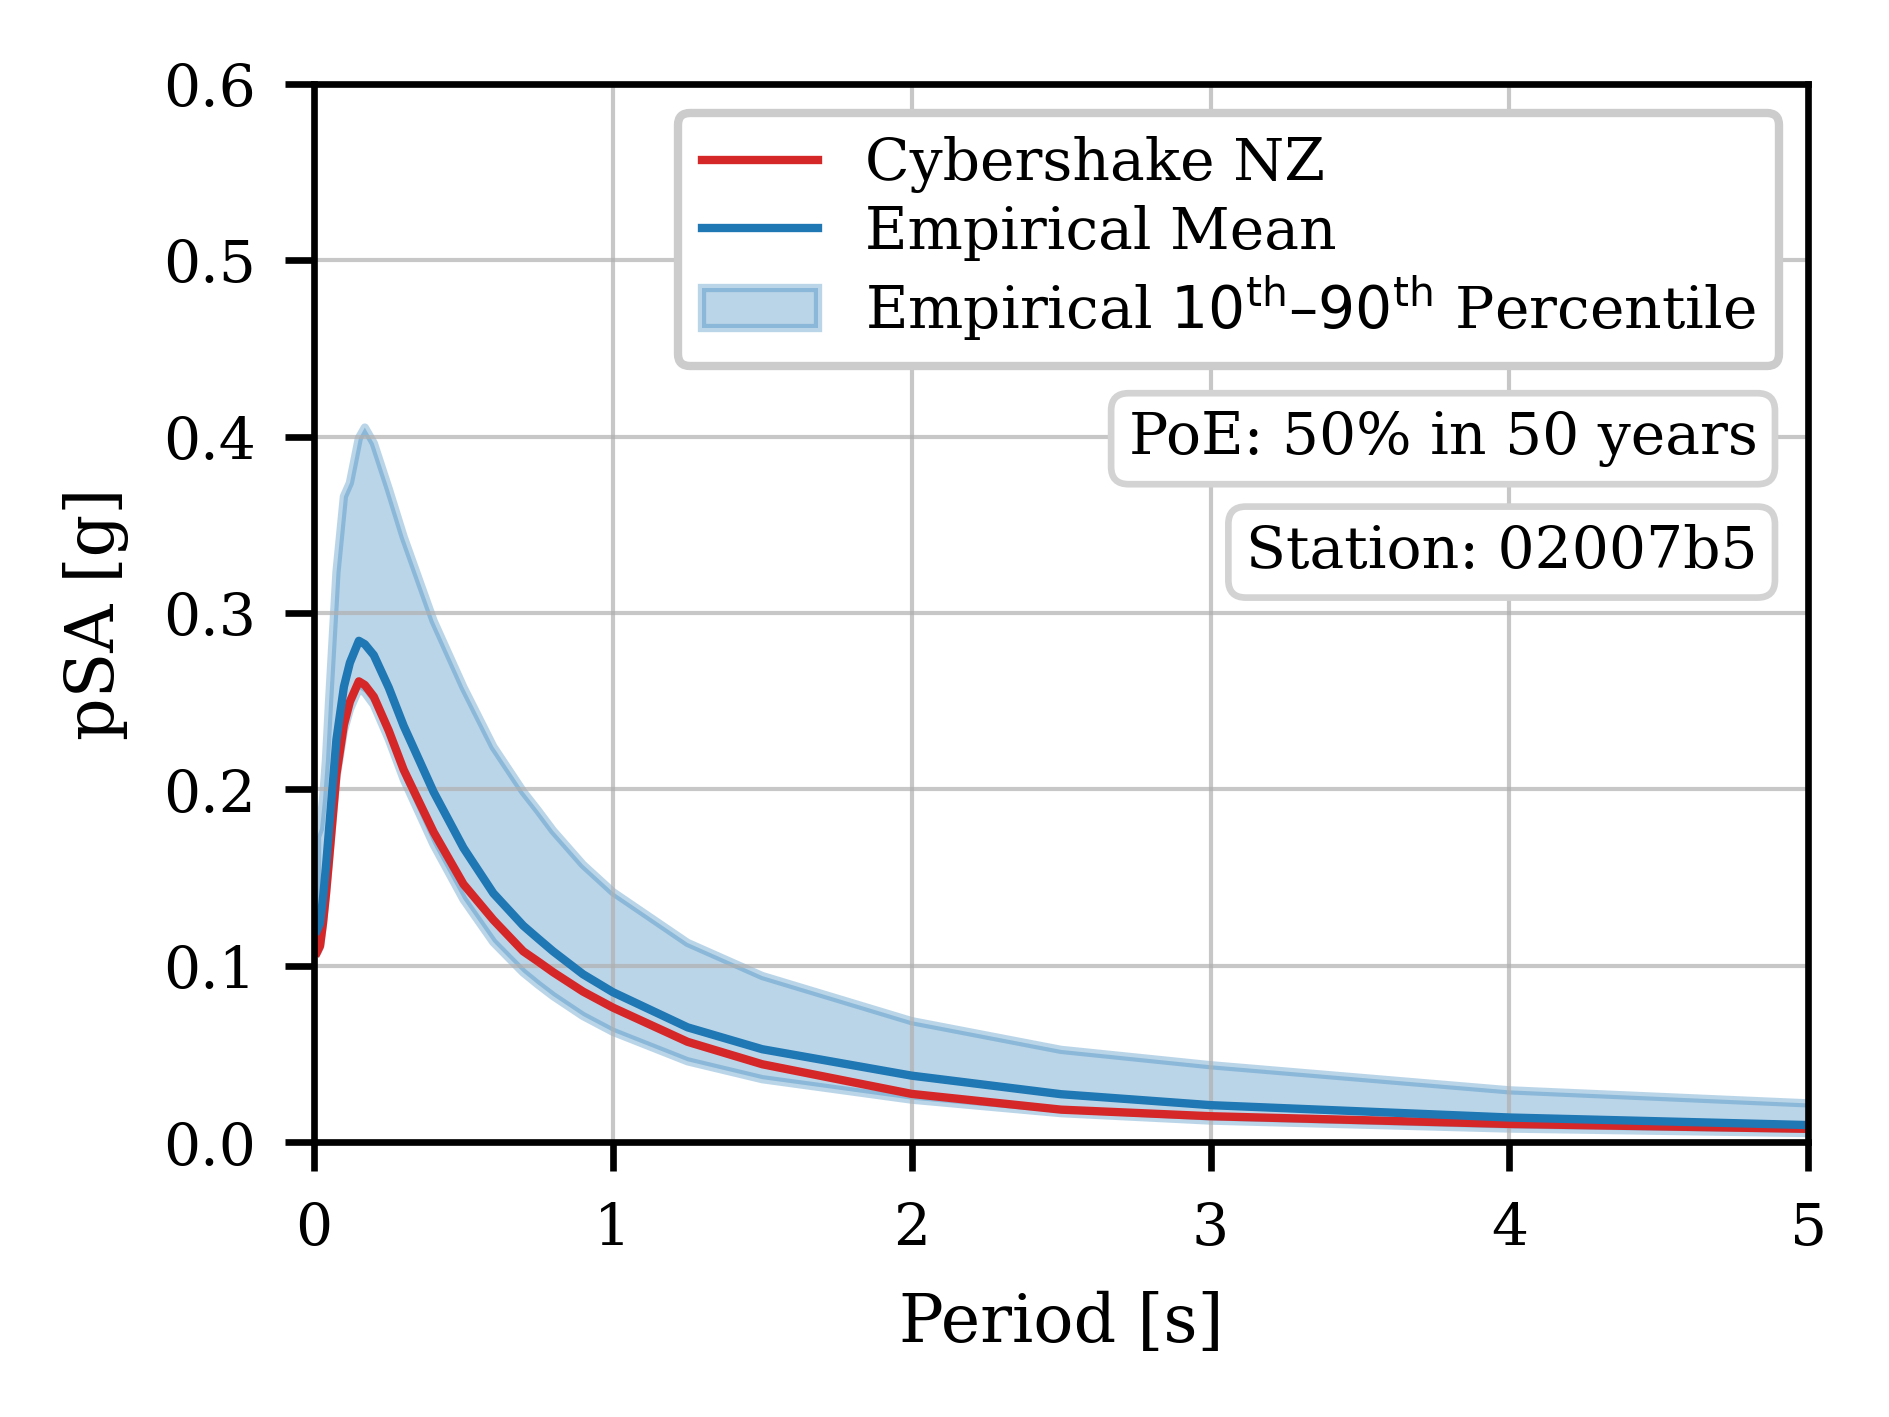 0.6
0.5
0.4
0.3
0.2
0.1
0.0
pSA [g]
Cybershake NZ
Empirical Mean
Empirical 10th–90th Percentile
PoE: 50% in 50 years
Station: 02007b5
0 1 2 3 4 5
Period [s]